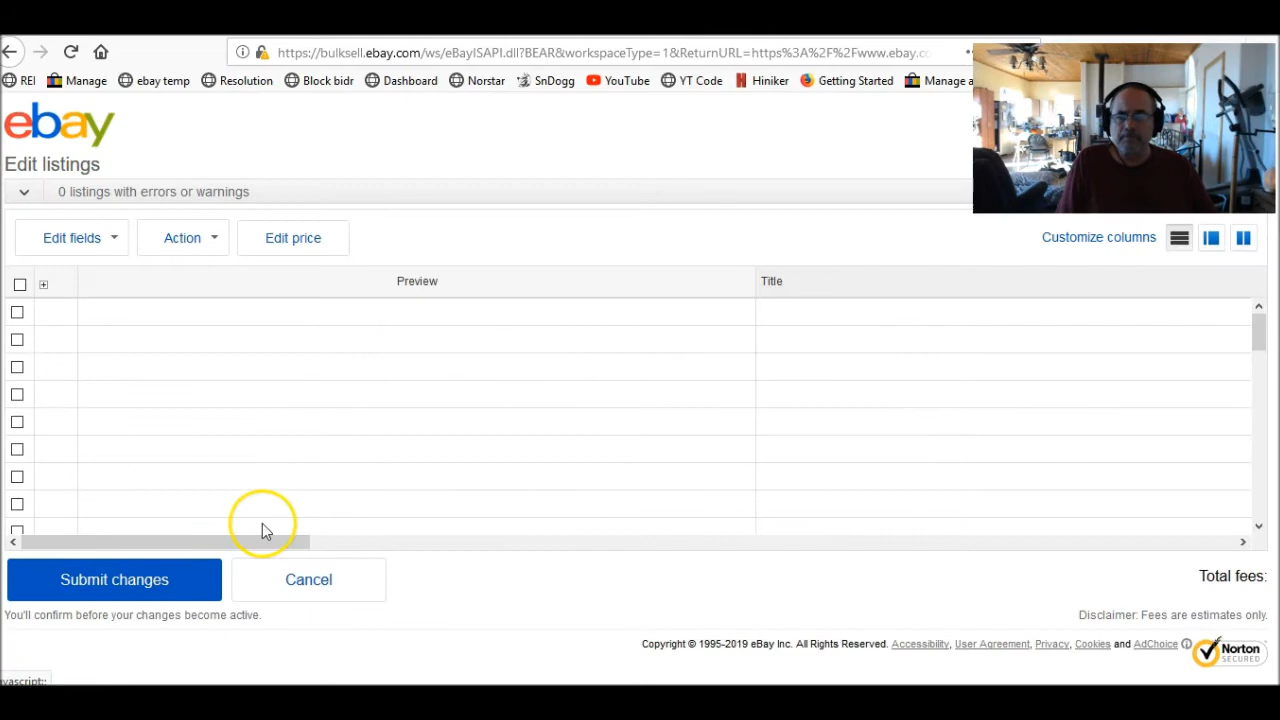 https://bulksell.ebay.com/ws/eBayISAPI.dll?BEAR&workspaceType=1&ReturnURL=https%3A%2F%2Fwww.ebay.co
REI Manage ebay temp Resolution Block bidr Dashboard Norstar SnDogg YouTube YT Code Hiniker Getting Started Manage a
ebay
Edit listings
0 listings with errors or warnings
Edit fields Action Edit price Customize columns
Preview Title
Submit changes Cancel Total fees:
You'll confirm before your changes become active. Disclaimer: Fees are estimates only.
Copyright © 1995-2019 eBay Inc. All Rights Reserved. Accessibility, User Agreement, Privacy, Cookies and AdChoice
Norton
SECURED
avascript:;